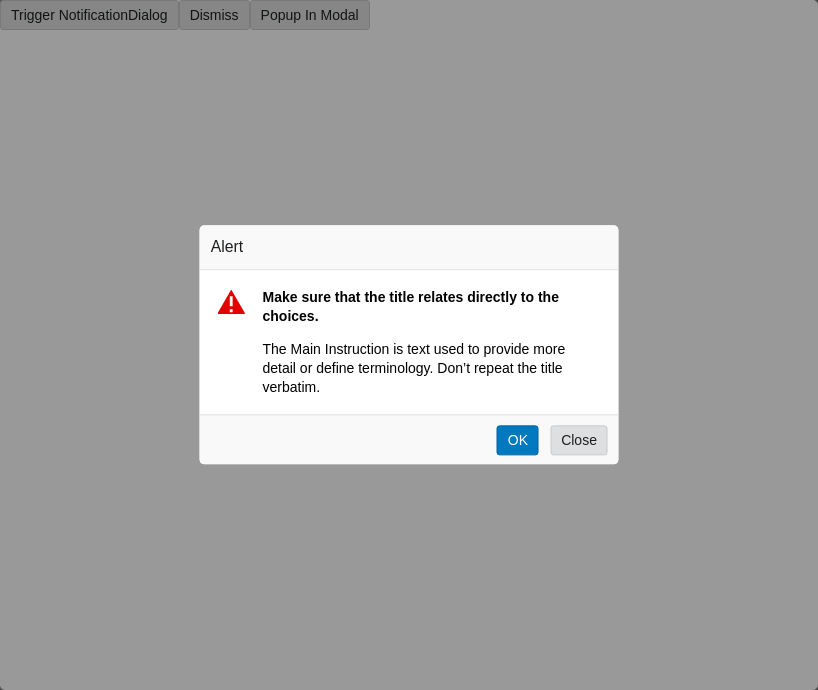 Trigger NotificationDialog Dismiss Popup In Modal
Alert
Make sure that the title relates directly to the
choices.
The Main Instruction is text used to provide more
detail or define terminology. Don’t repeat the title
verbatim.
OK Close